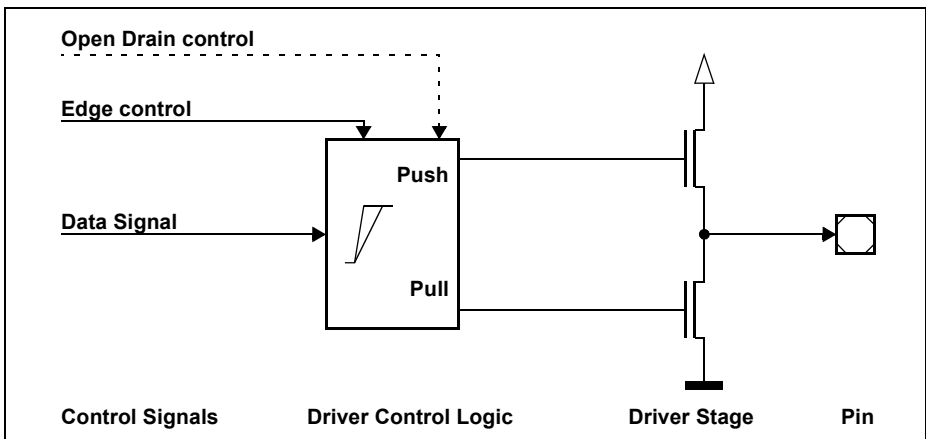 Open Drain control
Edge control
Push
Data Signal
Pull
Control Signals Driver Control Logic Driver Stage Pin